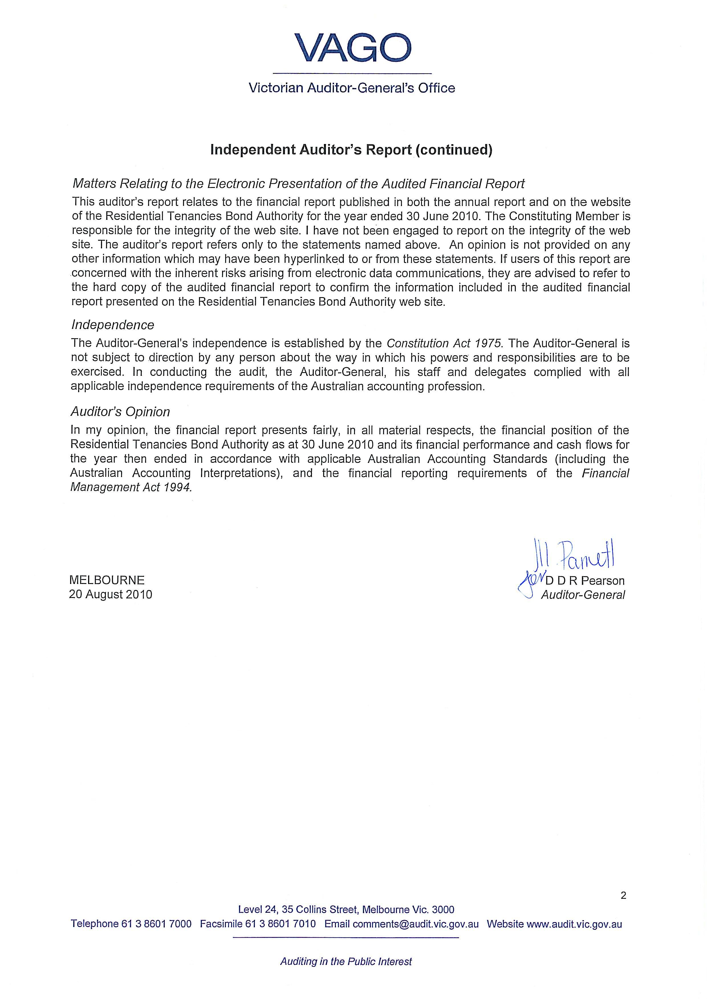 VAGO
Victorian Auditor-General's Office
Independent Auditor's Report (continued)
Matters Relating to the Electronic Presentation of the Audited Financial Report
This auditor's report relates to the financial report published in both the annual report and on the website
of the Residential Tenancies Bond Authority for the year ended 30 June 2010. The Constituting Member is
responsible for the integrity of the web site. I have not been engaged to report on the integrity of the web
site. The auditor's report refers only to the statements named above. An opinion is not provided on any
other information which may have been hyperlinked to or from these statements. If users of this report are
concerned with the inherent risks arising from electronic data communications, they are advised to refer to
the hard copy of the audited financial report to confirm the information included in the audited financial
report presented on the Residential Tenancies Bond Authority web site.
Independence
The Auditor-General's independence is established by the Constitution Act 1975. The Auditor-General is
not subject to direction by any person about the way in which his powers and responsibilities are to be
exercised. In conducting the audit, the Auditor-General, his staff and delegates complied with all
applicable independence requirements of the Australian accounting profession.
Auditor's Opinion
In my opinion, the financial report presents fairly, in all material respects, the financial position of the
Residential Tenancies Bond Authority as at 30 June 2010 and its financial performance and cash flows for
the year then ended in accordance with applicable Australian Accounting Standards (including the
Australian Accounting Interpretations), and the financial reporting requirements of the Financial
Management Act 1994.
MELBOURNE
20 August 2010
for D D R Pearson
Auditor-General
2
Level 24, 35 Collins Street, Melbourne Vic. 3000
Telephone 61 3 8601 7000 Facsimile 61 3 8601 7010 Email comments@audit.vic.gov.au Website www.audit.vic.gov.au
Auditing in the Public Interest